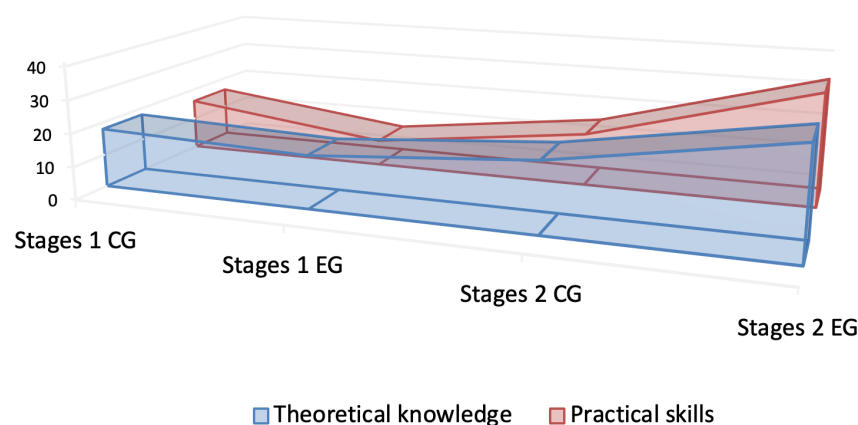 40
30
20
10
0
Stages 1 CG
Stages 1 EG
Stages 2 CG
Stages 2 EG
Theoretical knowledge
Practical skills